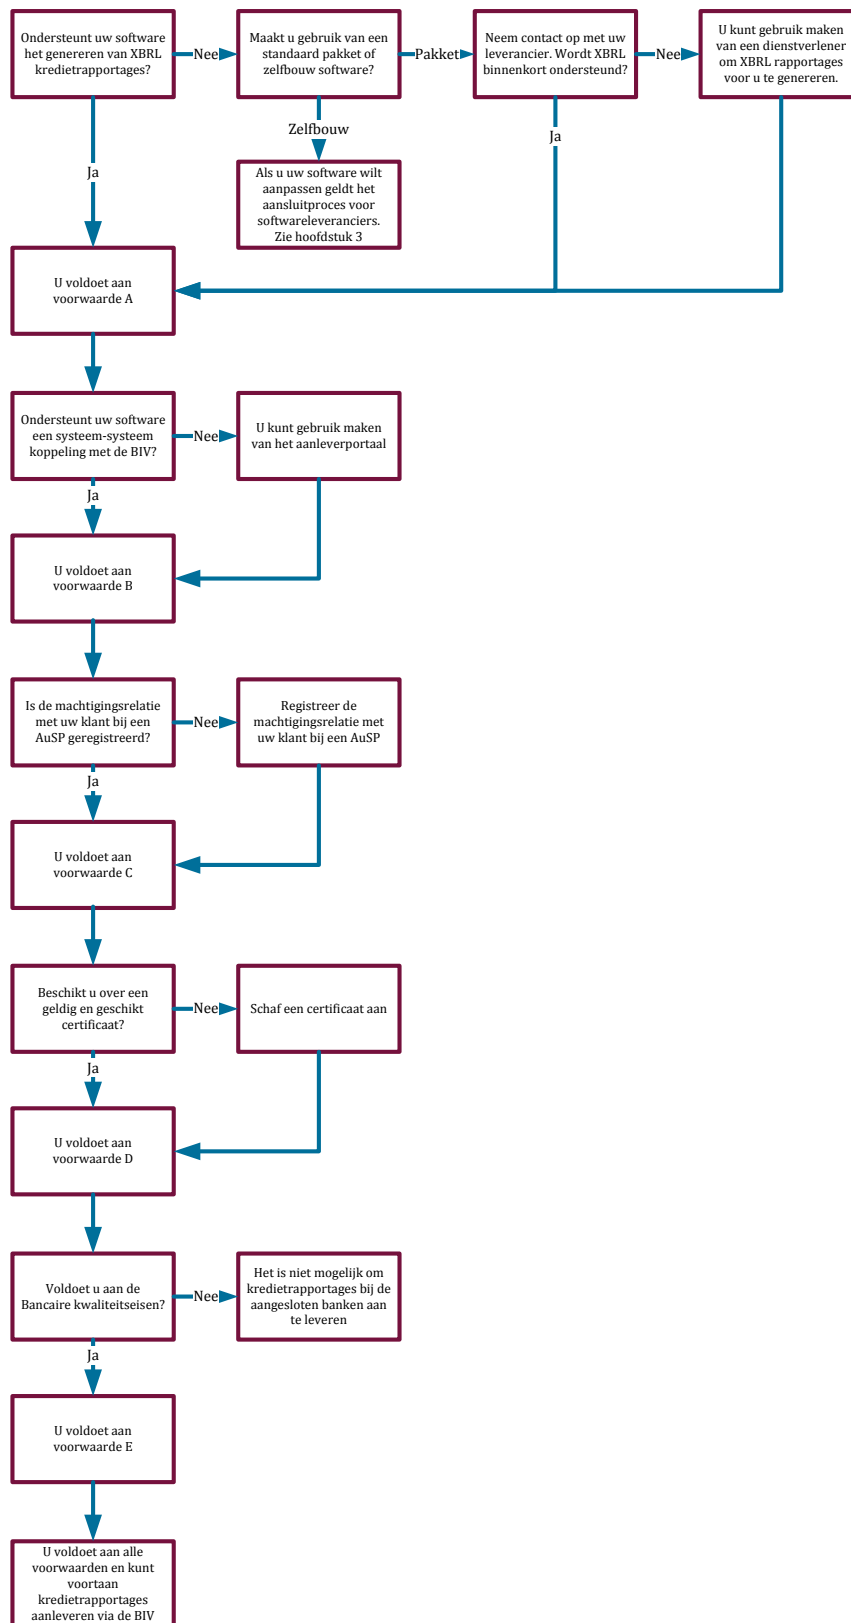 Ondersteunt uw software
het genereren van XBRL
kredietrapportages?
Nee
Maakt u gebruik van een
standaard pakket of
zelfbouw software?
Pakket
Neem contact op met uw
leverancier. Wordt XBRL
binnenkort ondersteund?
Nee
U kunt gebruik maken
van een dienstverlener
om XBRL rapportages
voor u te genereren.
Ja
Zelfbouw
Ja
Als u uw software wilt
aanpassen geldt het
aansluitproces voor
softwareleveranciers.
Zie hoofdstuk 3
U voldoet aan
voorwaarde A
Ondersteunt uw software
een systeem-systeem
koppeling met de BIV?
Nee
U kunt gebruik maken
van het aanleverportaal
Ja
U voldoet aan
voorwaarde B
Is de machtigingsrelatie
met uw klant bij een
AuSP geregistreerd?
Nee
Registreer de
machtigingsrelatie met
uw klant bij een AuSP
Ja
U voldoet aan
voorwaarde C
Beschikt u over een
geldig en geschikt
certificaat?
Nee
Schaf een certificaat aan
Ja
U voldoet aan
voorwaarde D
Voldoet u aan de
Bancaire kwaliteitseisen?
Nee
Het is niet mogelijk om
kredietrapportages bij de
aangesloten banken aan
te leveren
Ja
U voldoet aan
voorwaarde E
U voldoet aan alle
voorwaarden en kunt
voortaan
kredietrapportages
aanleveren via de BIV